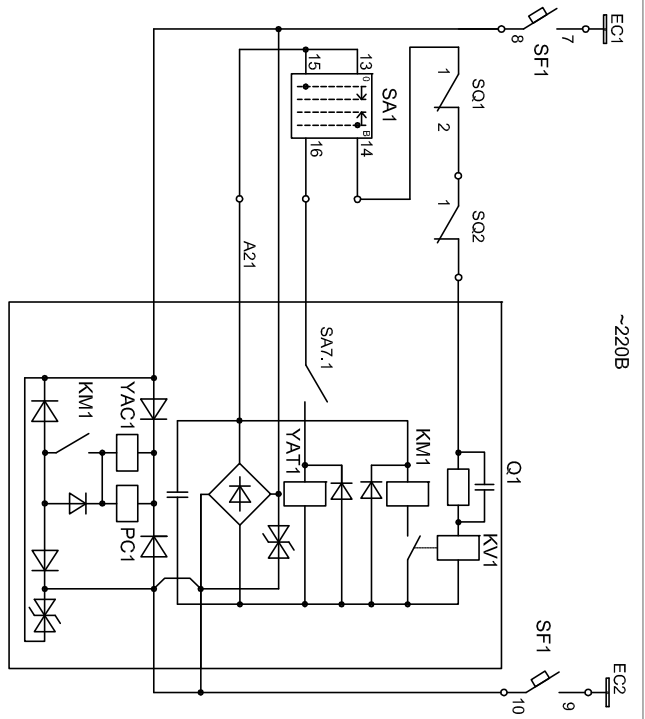 EC1
SF1
7
8
~220В
EC2
SF1
9
10
SQ1
1
2
SQ2
1
SA1
13
15
0
В
14
16
A21
SA7.1
Q1
KV1
KM1
YAT1
YAC1
KM1
PC1